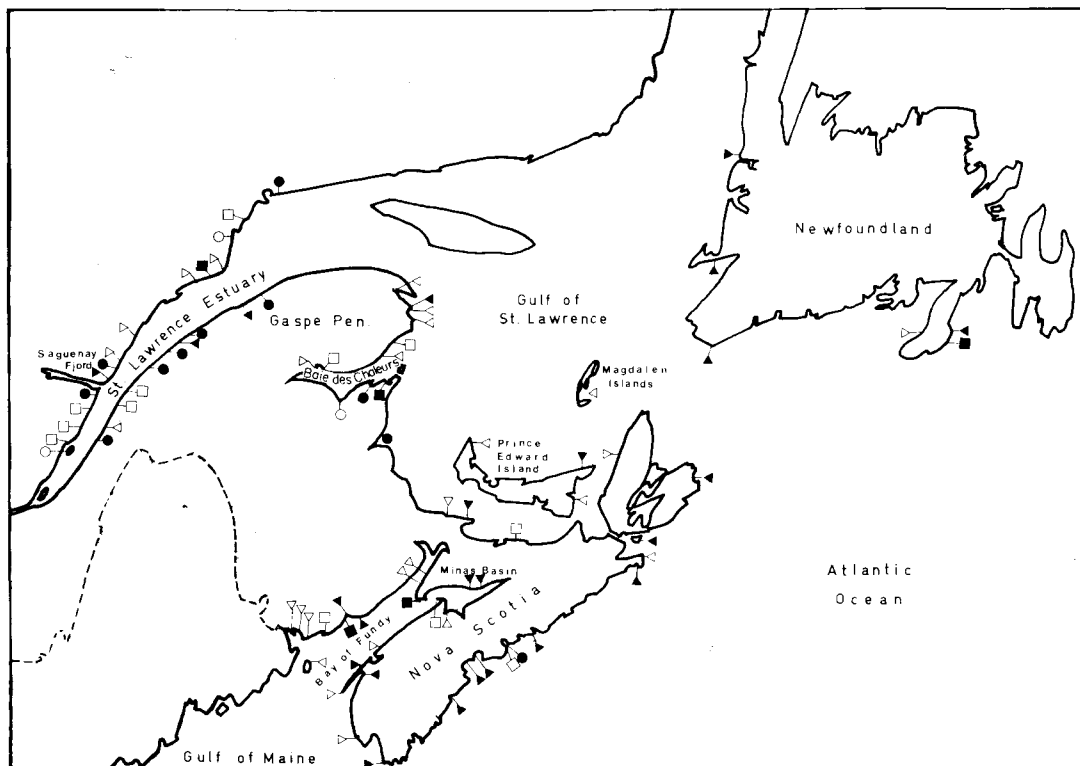 Newfoundland
St. Lawrence Estuary
Gulf of
St. Lawrence
Gaspe Pen.
Saguenay
Fjord
Baie des Chaleurs
Magdalen
Islands
Prince
Edward
Island
Minas Basin
Atlantic
Ocean
Nova Scotia
Bay of Fundy
Gulf of Maine